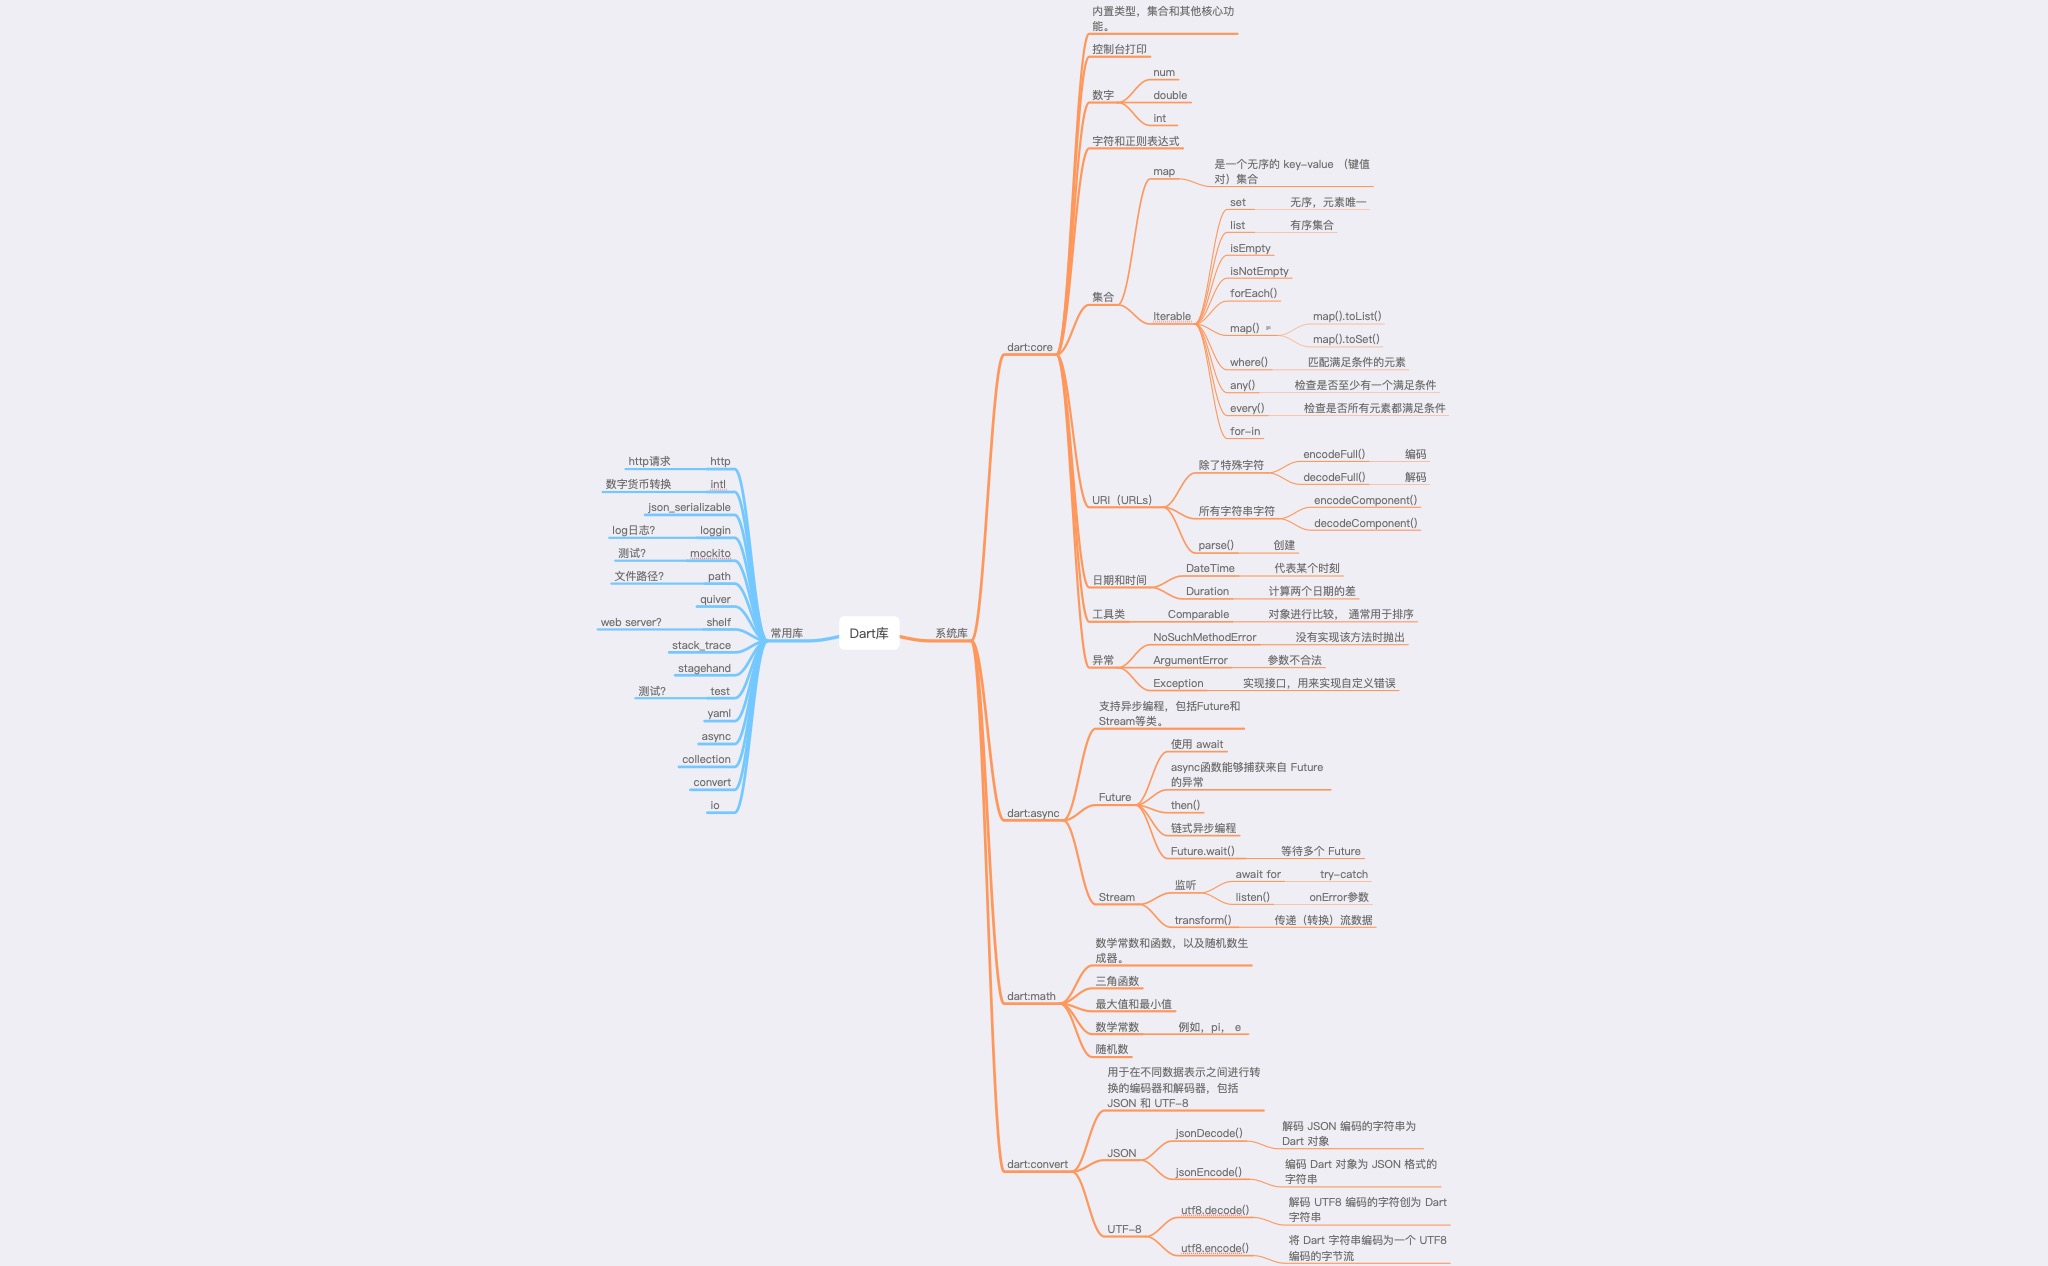 Dart库
常用库
http
http请求
intl
数字货币转换
json_serializable
loggin
log日志?
mockito
测试?
path
文件路径?
quiver
shelf
web server?
stack_trace
stagehand
test
测试?
yaml
async
collection
convert
io
系统库
dart:core
内置类型，集合和其他核心功
能。
控制台打印
数字
num
double
int
字符和正则表达式
集合
map
是一个无序的 key-value （键值
对）集合
Iterable
set
无序，元素唯一
list
有序集合
isEmpty
isNotEmpty
forEach()
map()
map().toList()
map().toSet()
where()
匹配满足条件的元素
any()
检查是否至少有一个满足条件
every()
检查是否所有元素都满足条件
for-in
URI（URLs）
除了特殊字符
encodeFull()
编码
decodeFull()
解码
所有字符串字符
encodeComponent()
decodeComponent()
parse()
创建
日期和时间
DateTime
代表某个时刻
Duration
计算两个日期的差
工具类
Comparable
对象进行比较， 通常用于排序
异常
NoSuchMethodError
没有实现该方法时抛出
ArgumentError
参数不合法
Exception
实现接口，用来实现自定义错误
dart:async
支持异步编程，包括Future和
Stream等类。
Future
使用 await
async函数能够捕获来自 Future
的异常
then()
链式异步编程
Future.wait()
等待多个 Future
Stream
监听
await for
try-catch
listen()
onError参数
transform()
传递（转换）流数据
dart:math
数学常数和函数，以及随机数生
成器。
三角函数
最大值和最小值
数学常数
例如，pi， e
随机数
dart:convert
用于在不同数据表示之间进行转
换的编码器和解码器，包括
JSON 和 UTF-8
JSON
jsonDecode()
解码 JSON 编码的字符串为
Dart 对象
jsonEncode()
编码 Dart 对象为 JSON 格式的
字符串
UTF-8
utf8.decode()
解码 UTF8 编码的字符创为 Dart
字符串
utf8.encode()
将 Dart 字符串编码为一个 UTF8
编码的字节流